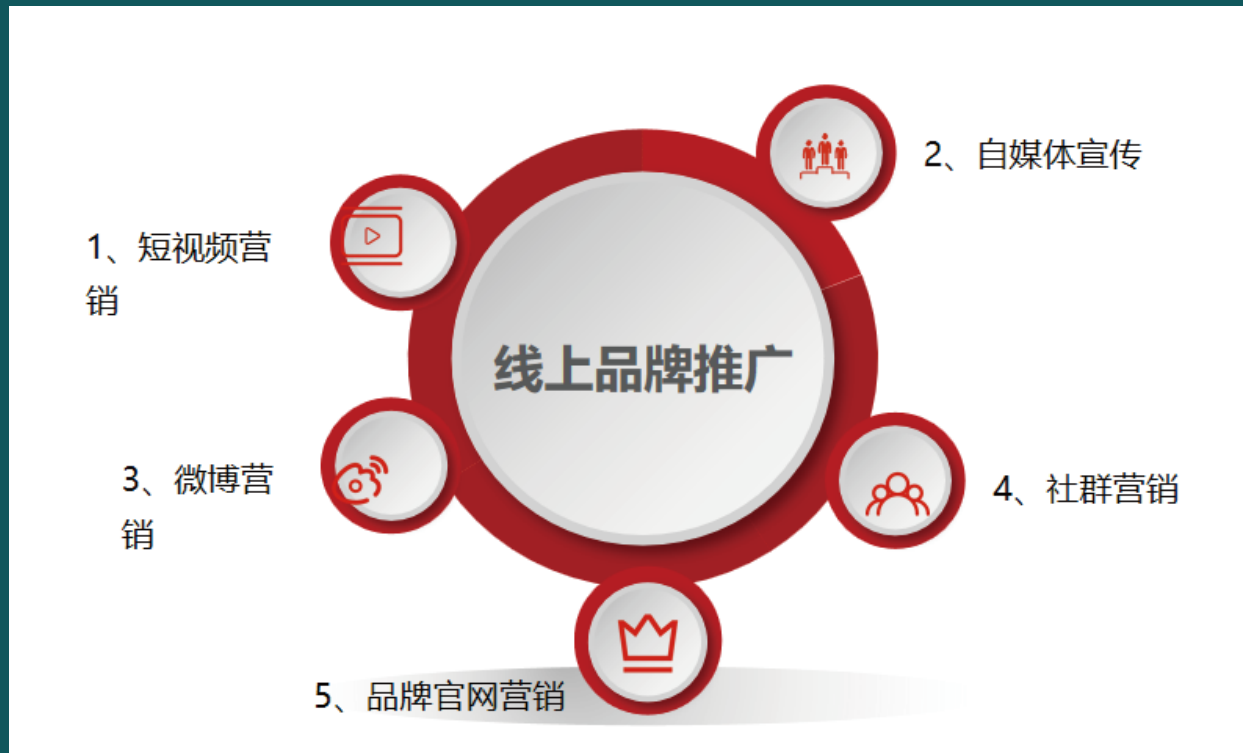 2、自媒体宣传
1、短视频营
销
线上品牌推广
3、微博营
销
4、社群营销
5、品牌官网营销